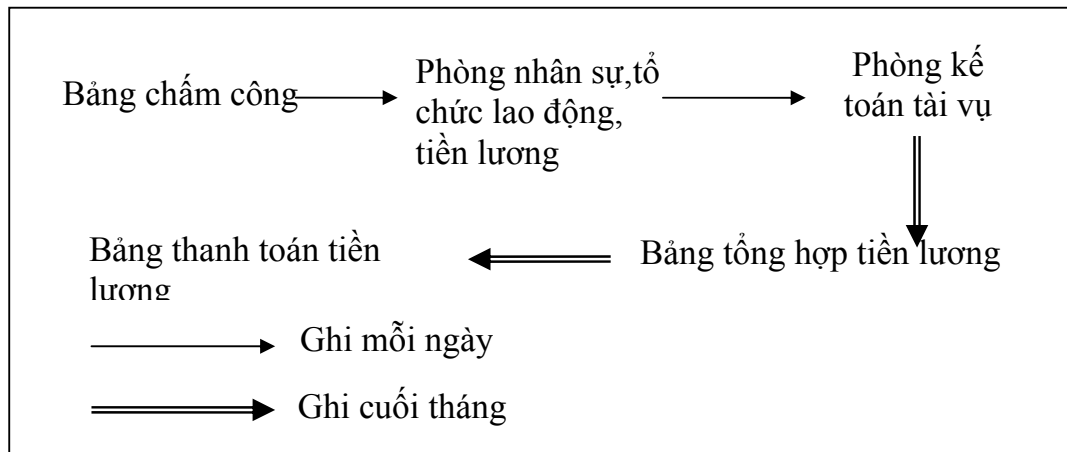 Bảng chấm công
Phòng nhân sự,tổ
chức lao động,
tiền lương
Phòng kế
toán tài vụ
Bảng thanh toán tiền
lương
Bảng tổng hợp tiền lương
Ghi mỗi ngày
Ghi cuối tháng